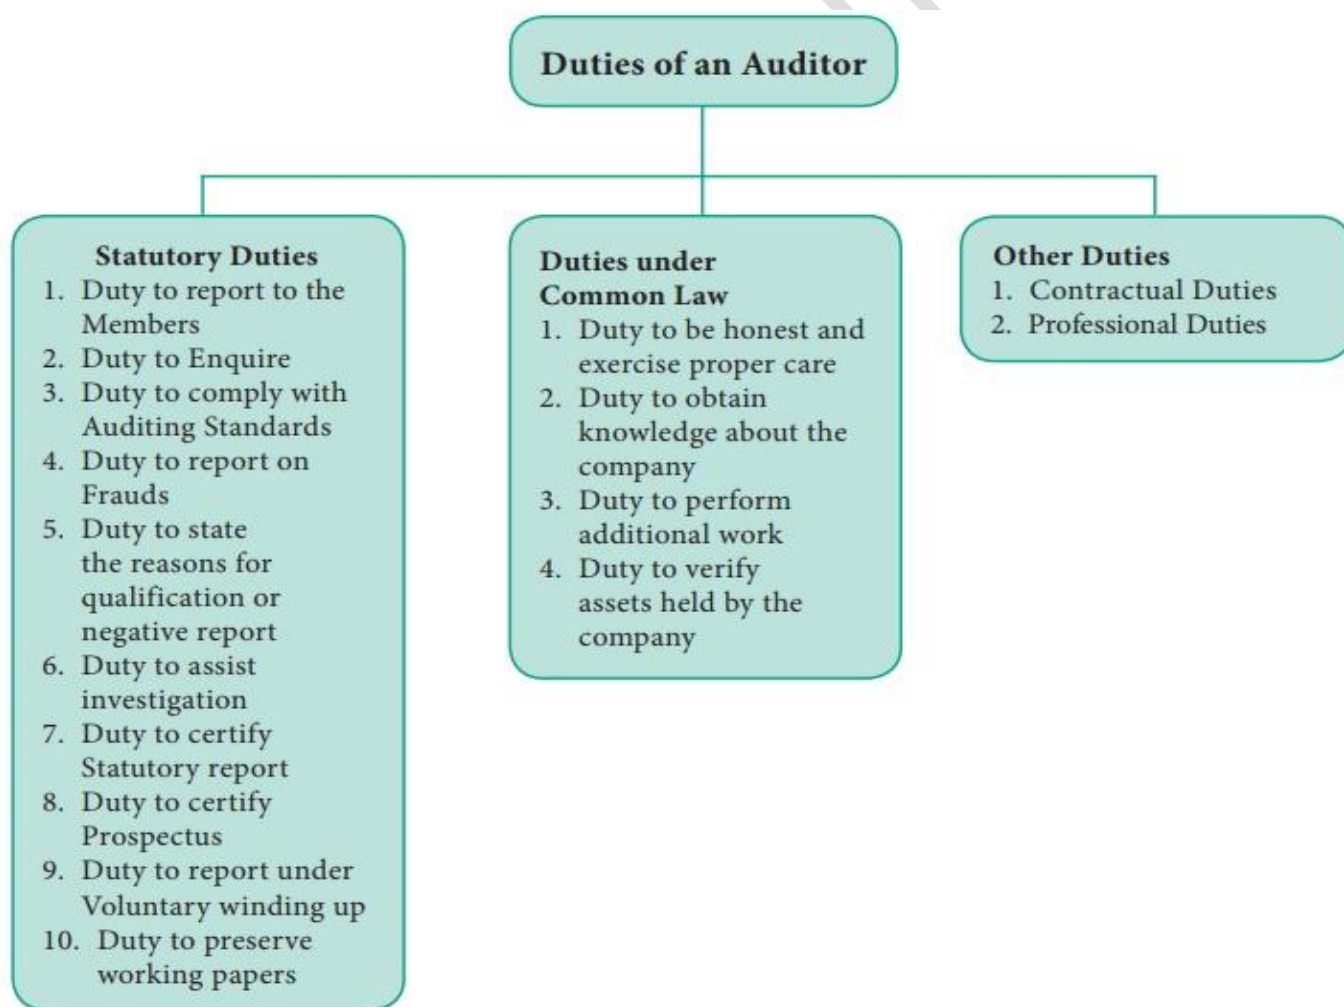 Duties of an Auditor
Statutory Duties
1. Duty to report to the
Members
2. Duty to Enquire
3. Duty to comply with
Auditing Standards
4. Duty to report on
Frauds
5. Duty to state
the reasons for
qualification or
negative report
6. Duty to assist
investigation
7. Duty to certify
Statutory report
8. Duty to certify
Prospectus
9. Duty to report under
Voluntary winding up
10. Duty to preserve
working papers
Duties under
Common Law
1. Duty to be honest and
exercise proper care
2. Duty to obtain
knowledge about the
company
3. Duty to perform
additional work
4. Duty to verify
assets held by the
company
Other Duties
1. Contractual Duties
2. Professional Duties